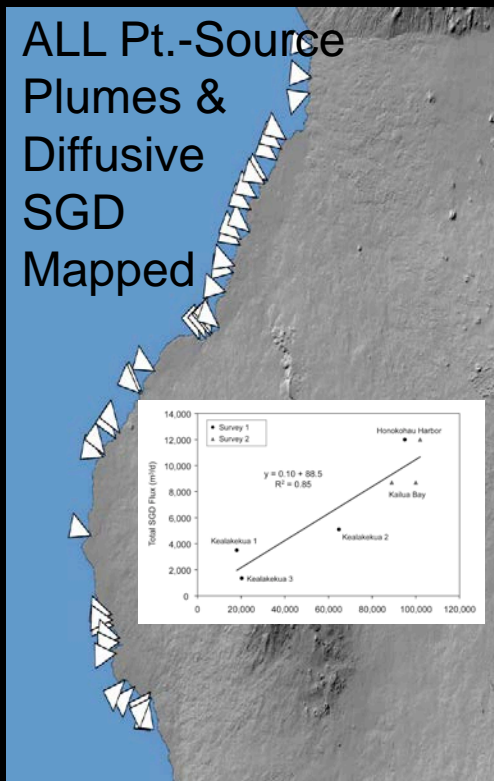 ALL Pt.-Source
Plumes &
Diffusive
SGD
Mapped
14,000
12,000
10,000
8,000
6,000
4,000
2,000
0
Total SGD Flux (m³/d)
• Survey 1
▲ Survey 2
y = 0.10 + 88.5
R² = 0.85
Honokohau Harbor
Kailua Bay
Kealakekua 1
Kealakekua 2
Kealakekua 3
0 20,000 40,000 60,000 80,000 100,000 120,000